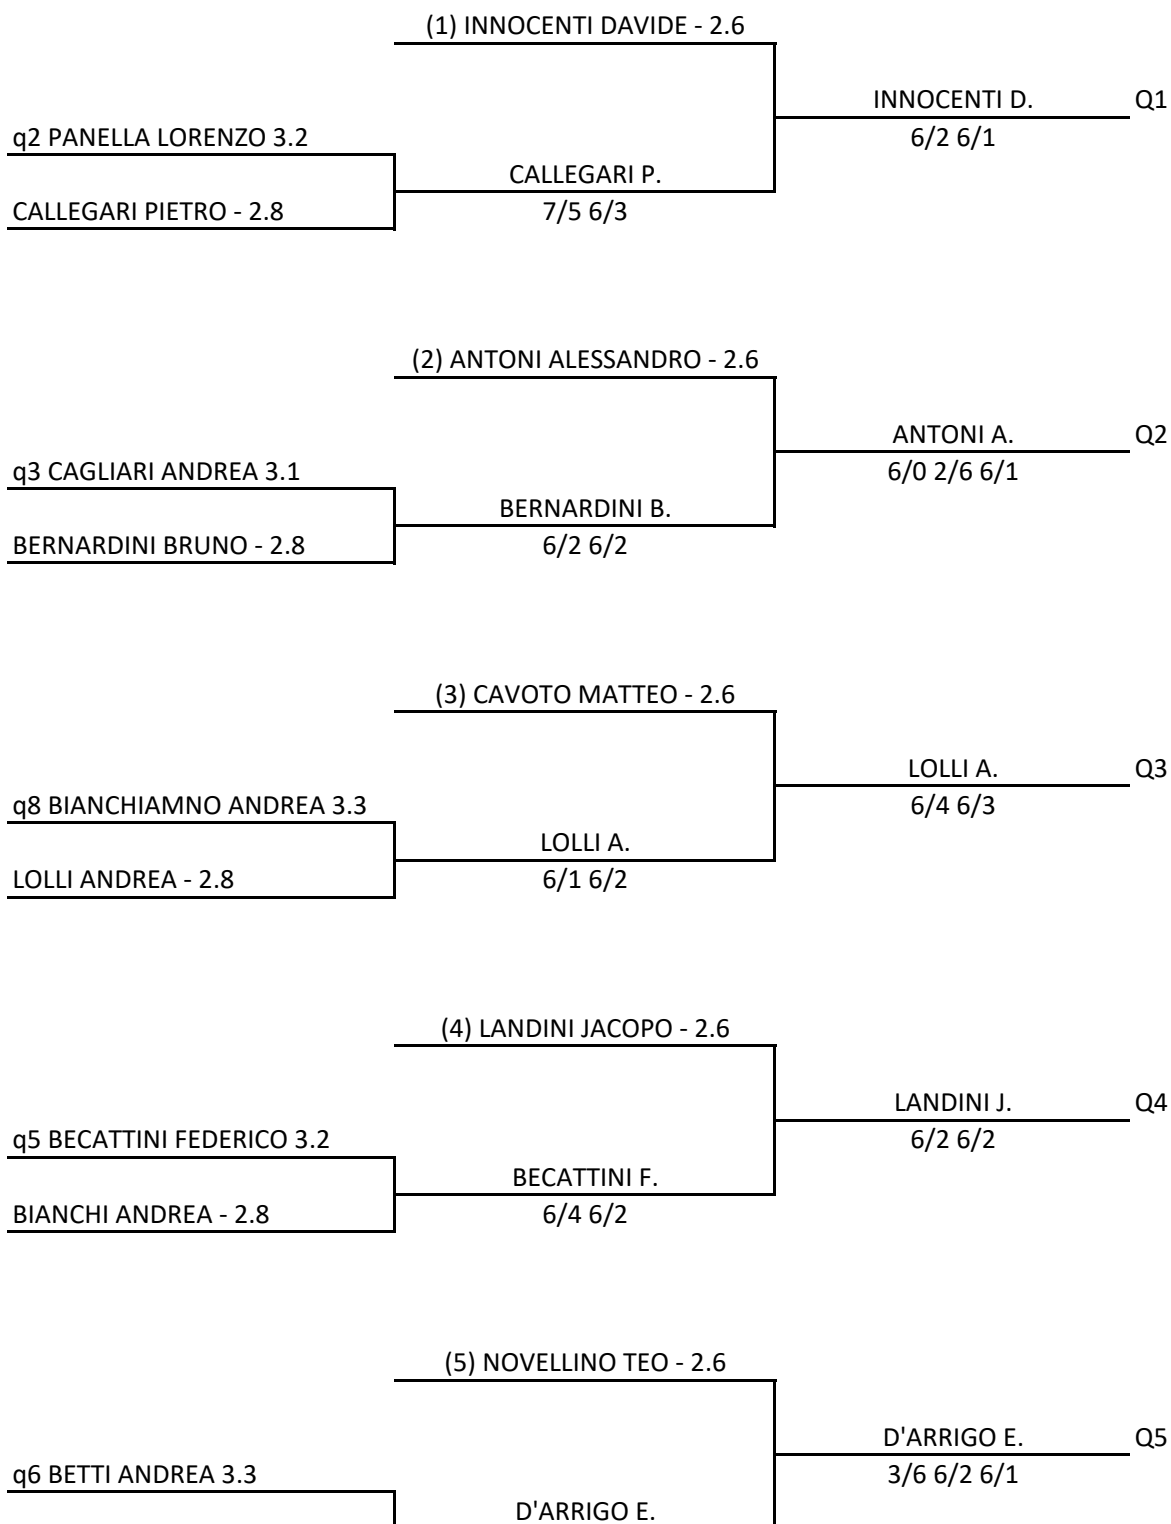 (1) INNOCENTI DAVIDE - 2.6
INNOCENTI D. Q1
q2 PANELLA LORENZO 3.2
6/2 6/1
CALLEGARI P.
CALLEGARI PIETRO - 2.8
7/5 6/3
(2) ANTONI ALESSANDRO - 2.6
ANTONI A. Q2
q3 CAGLIARI ANDREA 3.1
6/0 2/6 6/1
BERNARDINI B.
BERNARDINI BRUNO - 2.8
6/2 6/2
(3) CAVOTO MATTEO - 2.6
LOLLI A. Q3
q8 BIANCHIAMNO ANDREA 3.3
6/4 6/3
LOLLI A.
LOLLI ANDREA - 2.8
6/1 6/2
(4) LANDINI JACOPO - 2.6
LANDINI J. Q4
q5 BECATTINI FEDERICO 3.2
6/2 6/2
BECATTINI F.
BIANCHI ANDREA - 2.8
6/4 6/2
(5) NOVELLINO TEO - 2.6
D'ARRIGO E. Q5
q6 BETTI ANDREA 3.3
3/6 6/2 6/1
D'ARRIGO E.